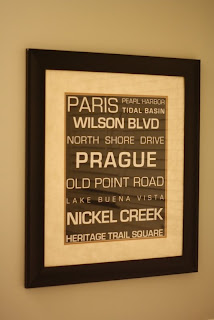 PARIS PEARL HARBOR
TIDAL BASIN
WILSON BLVD
NORTH SHORE DRIVE
PRAGUE
OLD POINT ROAD
LAKE BUENA VISTA
NICKEL CREEK
HERITAGE TRAIL SQUARE